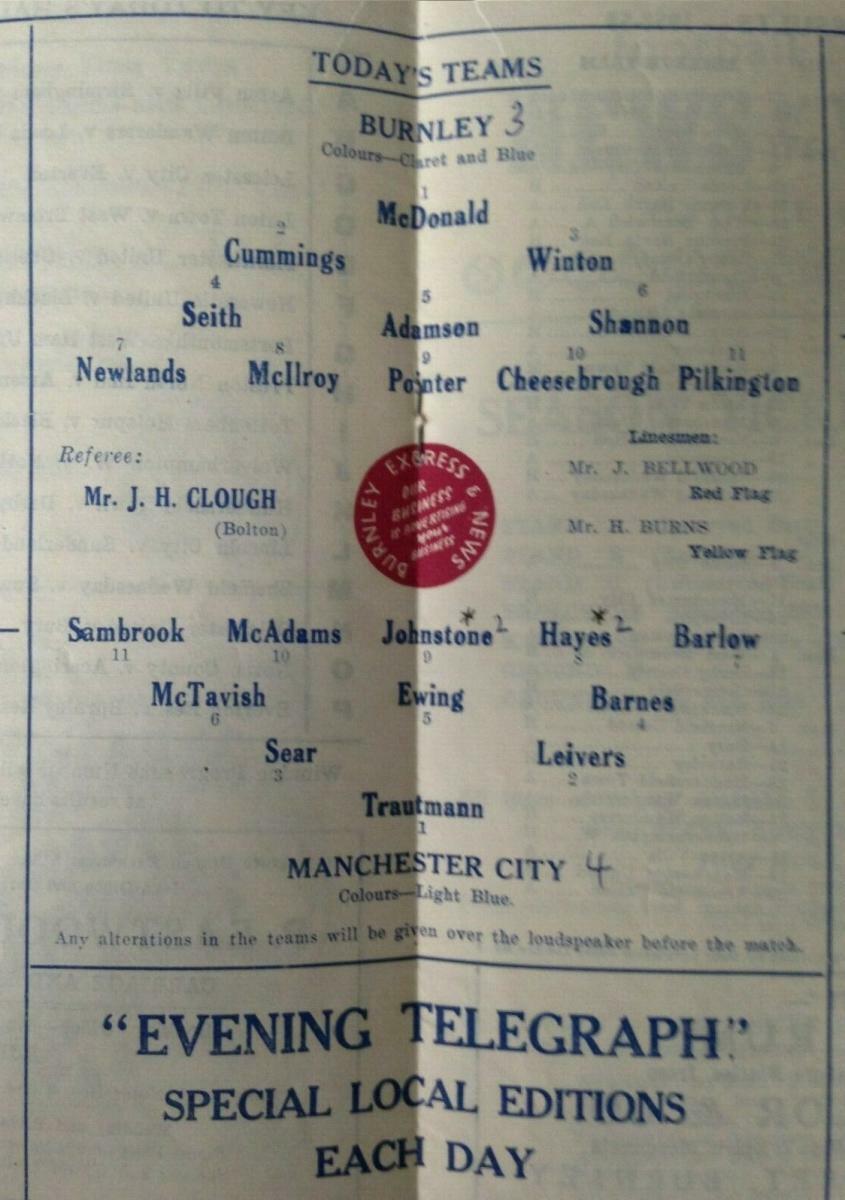 TODAY'S TEAMS
BURNLEY 3
Colours—Claret and Blue
1
McDonald
2 3
Cummings Winton
4 5 6
Seith Adamson Shannon
7 8 9 10 11
Newlands McIlroy Pointer Cheesebrough Pilkington
Referee:
Mr. J. H. CLOUGH
(Bolton)
BURNLEY EXPRESS & NEWS
OUR
BUSINESS
IS ADVERTISING
YOUR
BUSINESS
Linesmen:
Mr. J. BELLWOOD
Red Flag
Mr. H. BURNS
Yellow Flag
* 2 * 2
Sambrook McAdams Johnstone Hayes Barlow
11 10 9 8 7
McTavish Ewing Barnes
6 5 4
Sear Leivers
3 2
Trautmann
1
MANCHESTER CITY 4
Colours—Light Blue.
Any alterations in the teams will be given over the loudspeaker before the match.
"EVENING TELEGRAPH"
SPECIAL LOCAL EDITIONS
EACH DAY